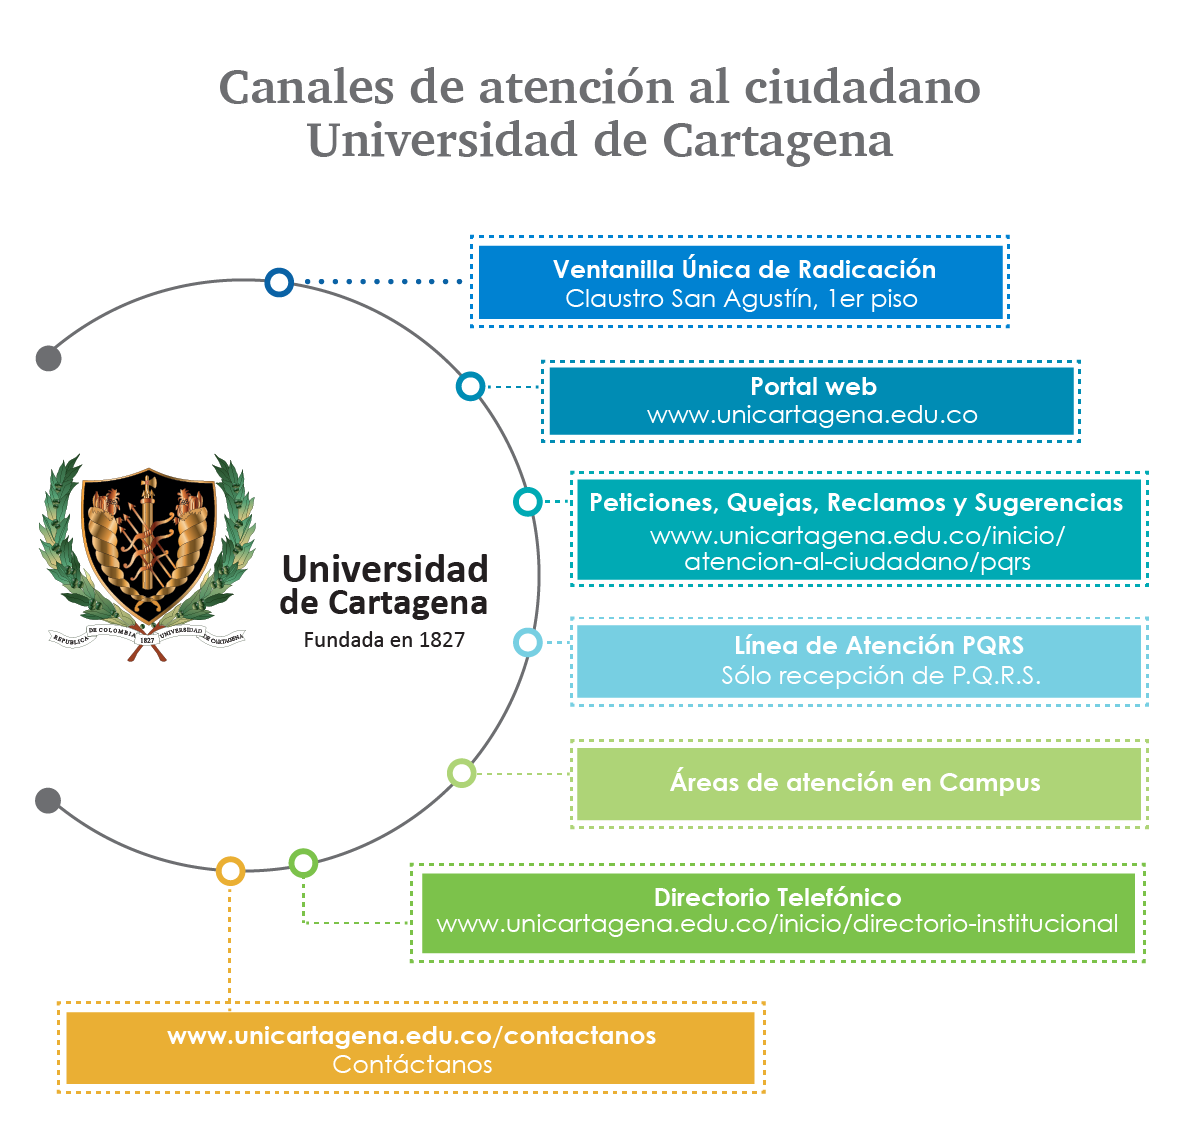 Canales de atención al ciudadano
Universidad de Cartagena
Ventanilla Única de Radicación
Claustro San Agustín, 1er piso
Portal web
www.unicartagena.edu.co
Peticiones, Quejas, Reclamos y Sugerencias
www.unicartagena.edu.co/inicio/
atencion-al-ciudadano/pqrs
Universidad
de Cartagena
Fundada en 1827
REPUBLICA DE COLOMBIA 1827 UNIVERSIDAD DE CARTAGENA
Línea de Atención PQRS
Sólo recepción de P.Q.R.S.
Áreas de atención en Campus
Directorio Telefónico
www.unicartagena.edu.co/inicio/directorio-institucional
www.unicartagena.edu.co/contactanos
Contáctanos